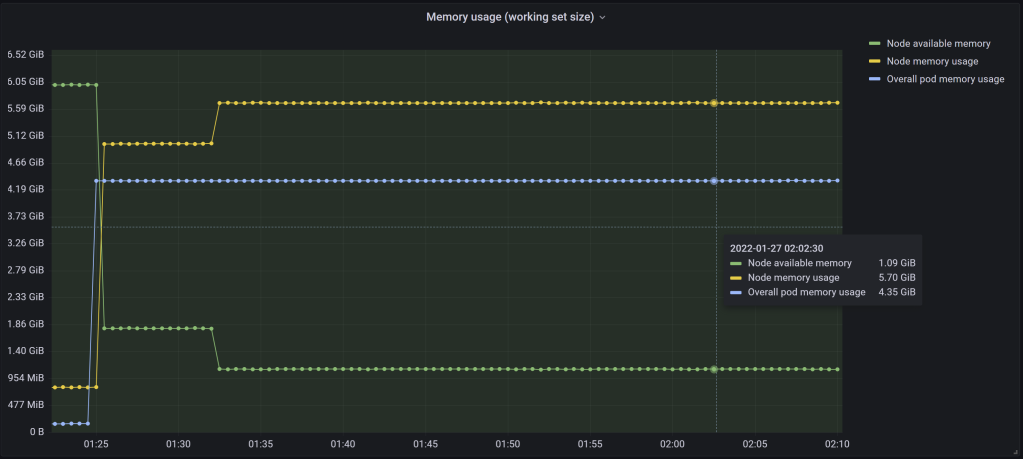 Memory usage (working set size)
6.52 GiB
6.05 GiB
5.59 GiB
5.12 GiB
4.66 GiB
4.19 GiB
3.73 GiB
3.26 GiB
2.79 GiB
2.33 GiB
1.86 GiB
1.40 GiB
954 MiB
477 MiB
0 B
01:25 01:30 01:35 01:40 01:45 01:50 01:55 02:00 02:05 02:10
Node available memory
Node memory usage
Overall pod memory usage
2022-01-27 02:02:30
Node available memory 1.09 GiB
Node memory usage 5.70 GiB
Overall pod memory usage 4.35 GiB